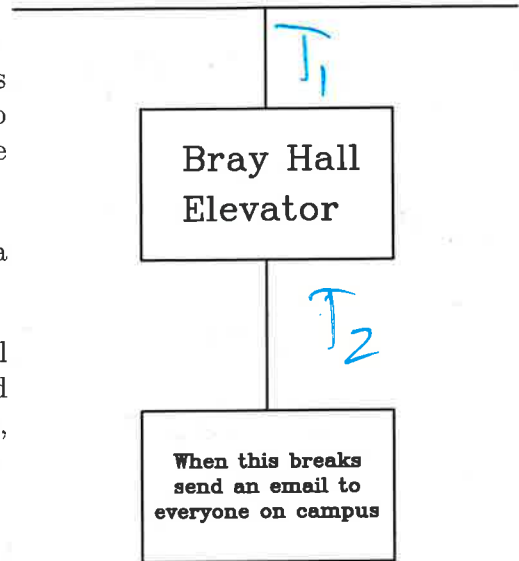 T1
s
o
Bray Hall
e
Elevator
a
T2
l
d
,
When this breaks
send an email to
everyone on campus